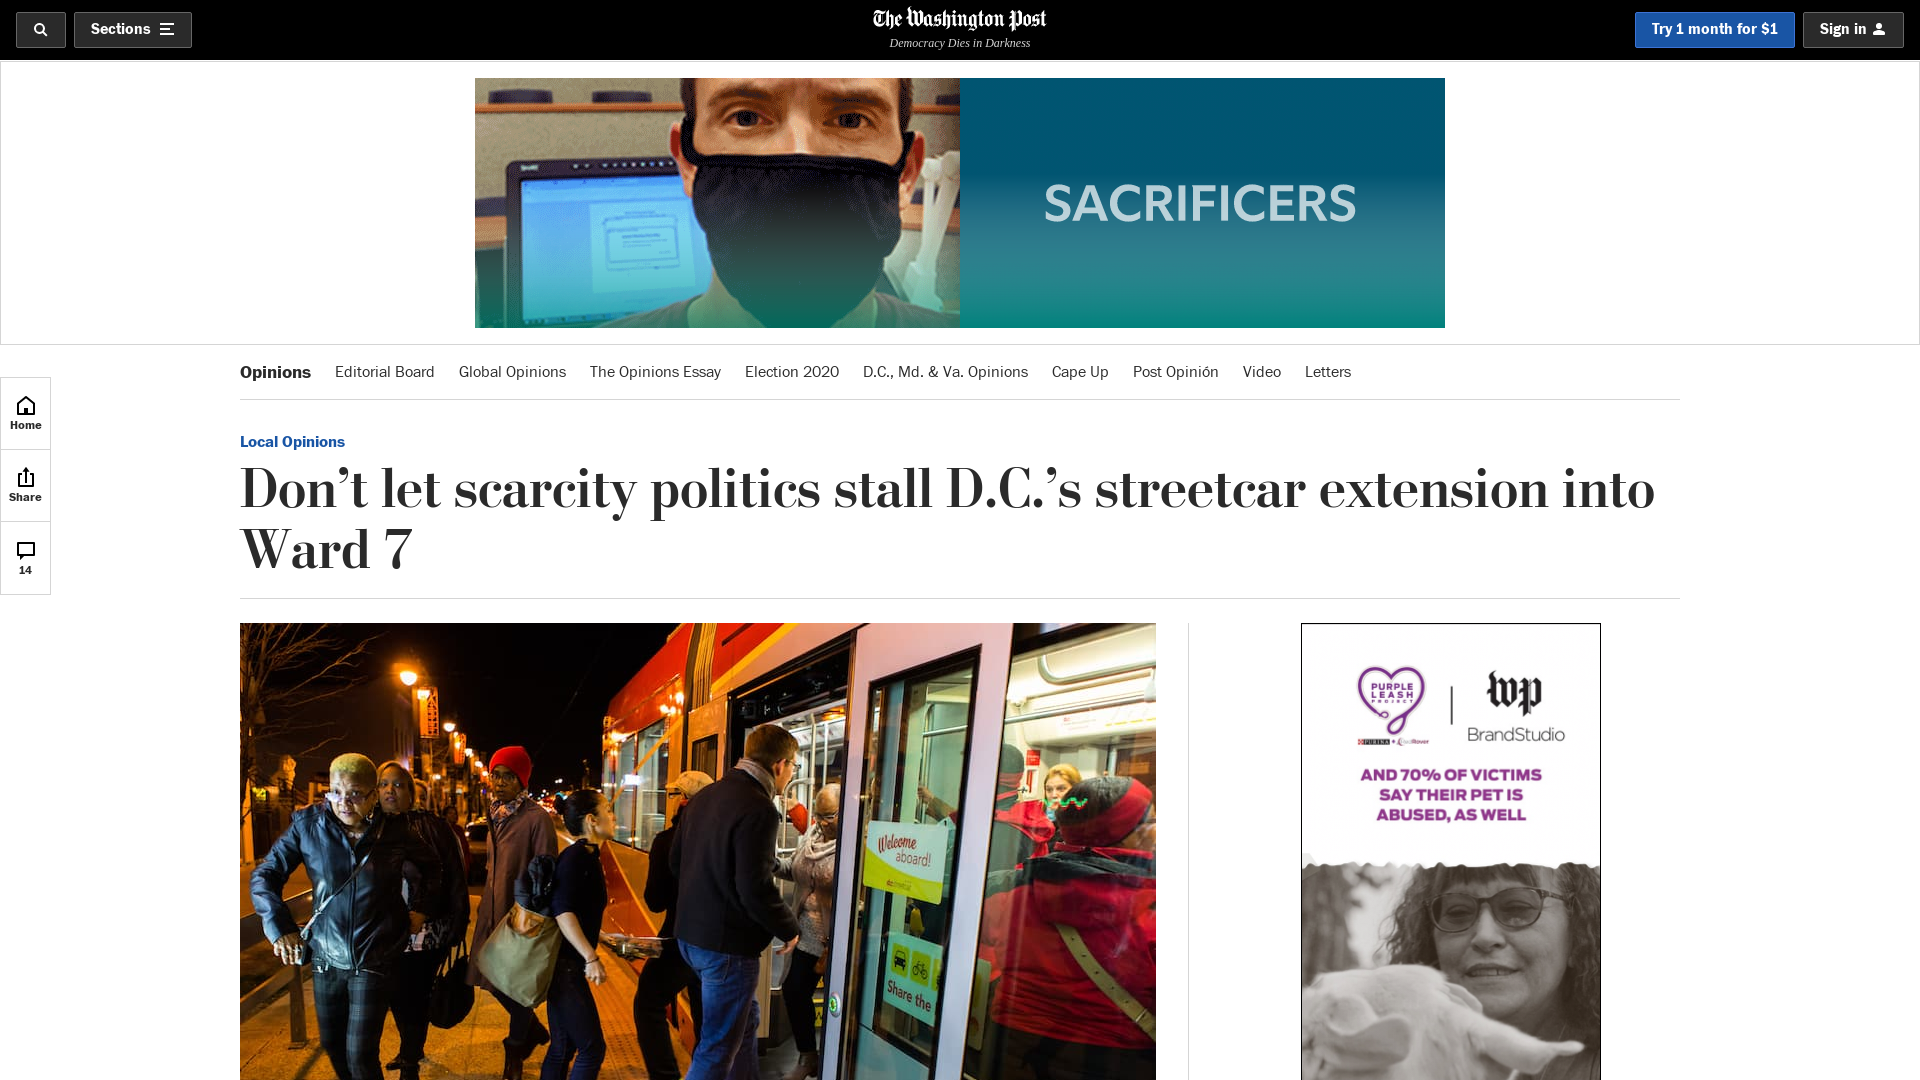 Sections
The Washington Post
Democracy Dies in Darkness
Try 1 month for $1
Sign in
SACRIFICERS
Opinions
Editorial Board
Global Opinions
The Opinions Essay
Election 2020
D.C., Md. & Va. Opinions
Cape Up
Post Opinión
Video
Letters
Home
Share
14
Local Opinions
Don’t let scarcity politics stall D.C.’s streetcar extension into
Ward 7
Welcome
aboard!
Share the
PURPLE
LEASH
PROJECT
PURINA
wp
BrandStudio
AND 70% OF VICTIMS
SAY THEIR PET IS
ABUSED, AS WELL